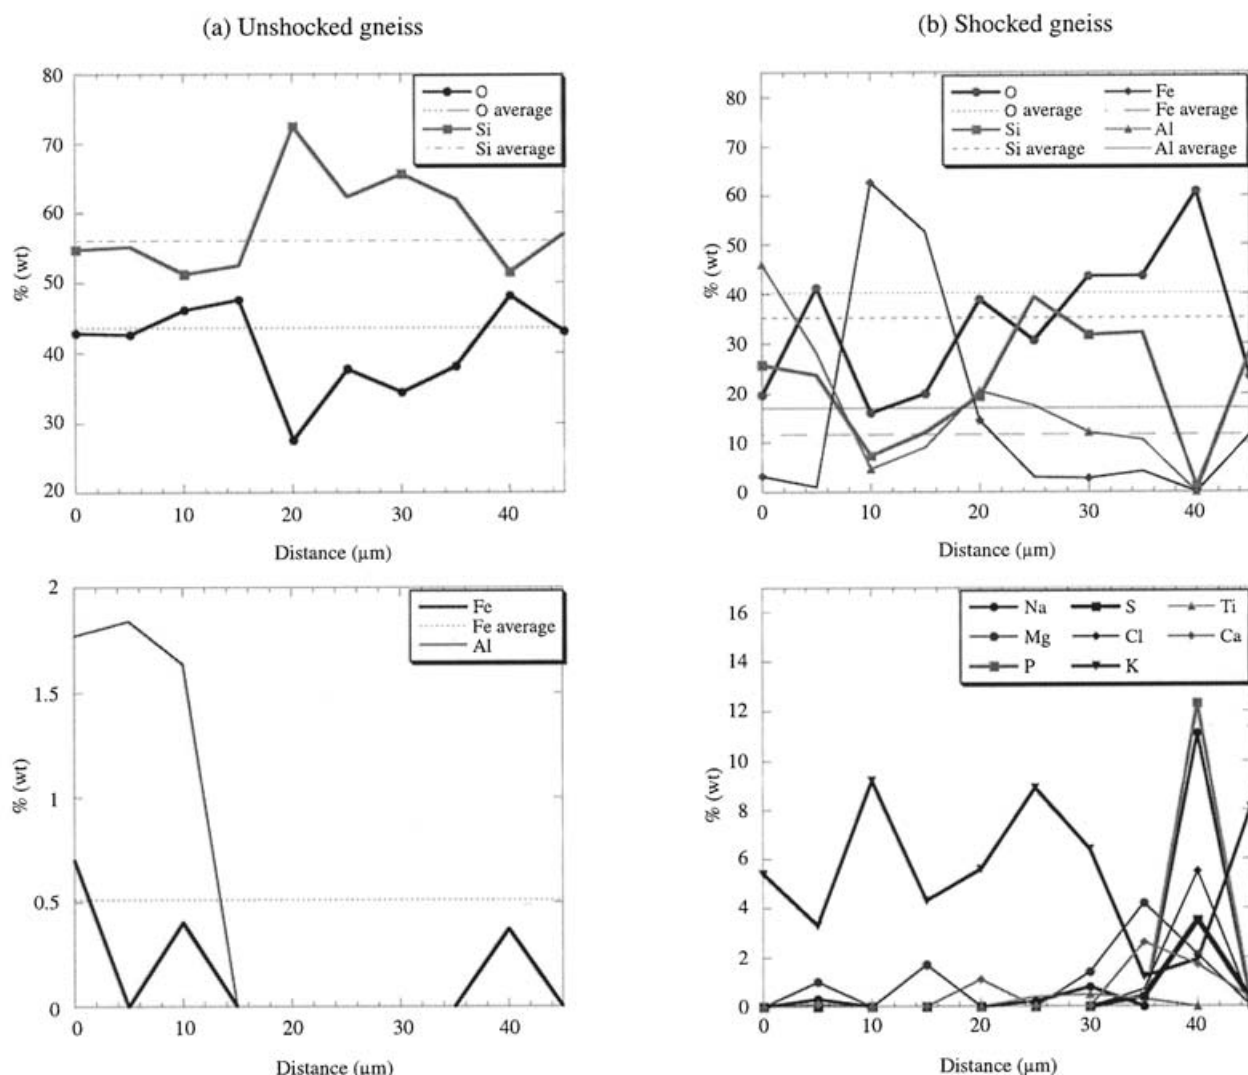 (a) Unshocked gneiss
80
70
60
50
40
30
20
% (wt)
O
O average
Si
Si average
0 10 20 30 40
Distance (µm)
(b) Shocked gneiss
80
70
60
50
40
30
20
10
0
% (wt)
O Fe
O average Fe average
Si Al
Si average Al average
0 10 20 30 40
Distance (µm)
2
1.5
1
0.5
0
% (wt)
Fe
Fe average
Al
0 10 20 30 40
Distance (µm)
16
14
12
10
8
6
4
2
0
% (wt)
Na S Ti
Mg Cl Ca
P K
0 10 20 30 40
Distance (µm)